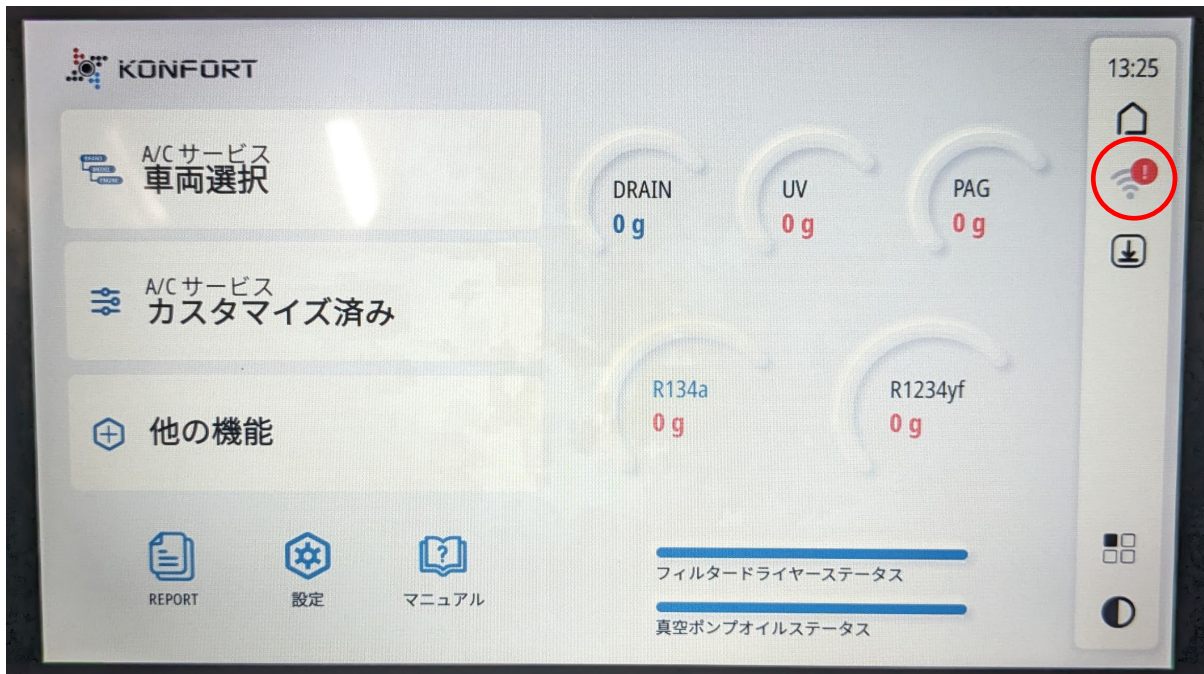 KONFORT
13:25
A/C サービス
車両選択
A/C サービス
カスタマイズ済み
他の機能
REPORT
設定
マニュアル
DRAIN
0 g
UV
0 g
PAG
0 g
R134a
0 g
R1234yf
0 g
フィルタードライヤーステータス
真空ポンプオイルステータス